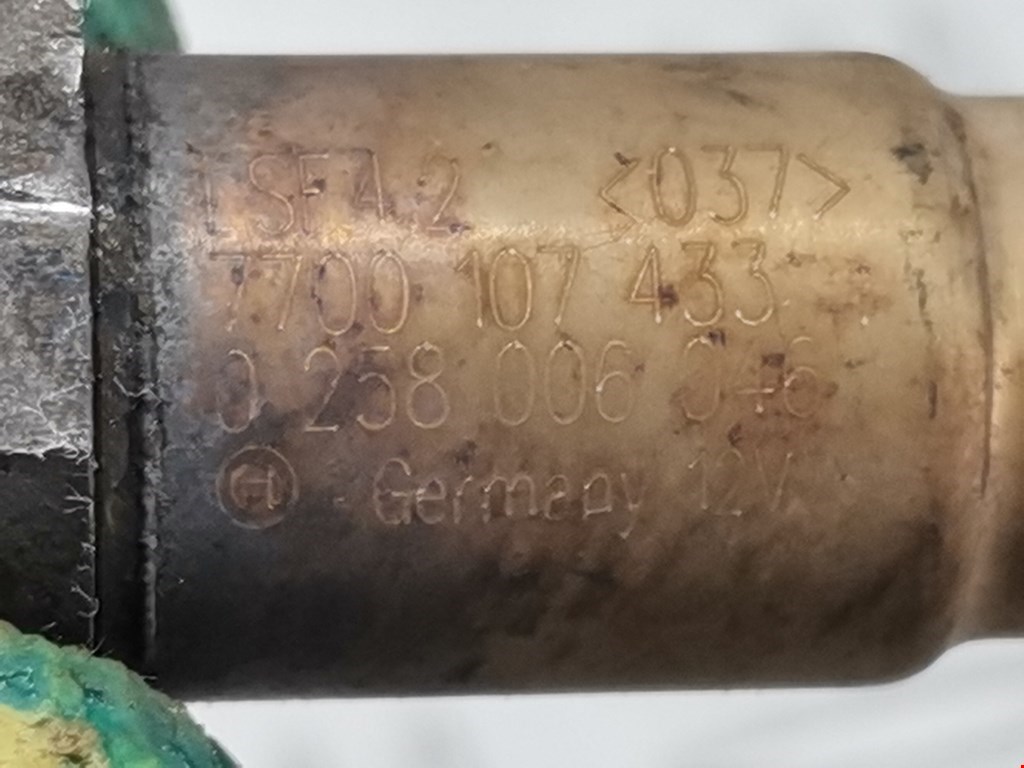 LSF4.2 <037>
7700 107 433
0 258 006 046
H Germany 12V